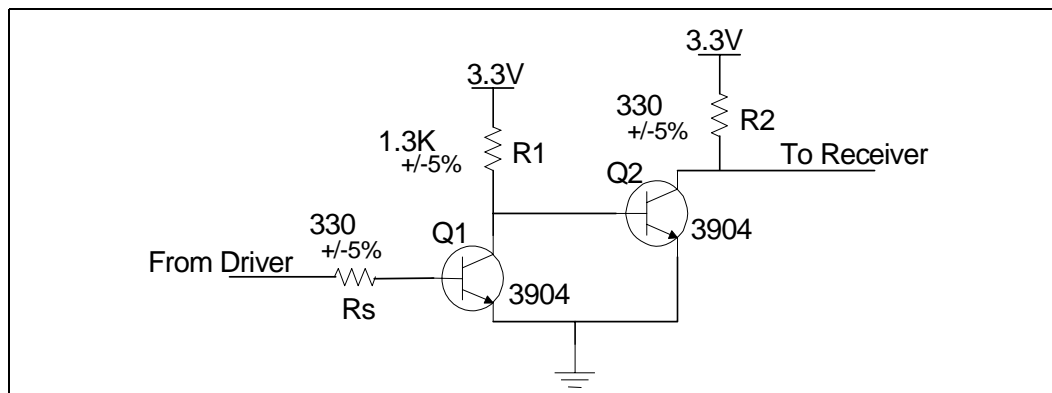 3.3V
3.3V
330
+/-5%
R2
1.3K
+/-5%
R1
To Receiver
Q2
3904
330
+/-5%
Q1
From Driver
Rs
3904